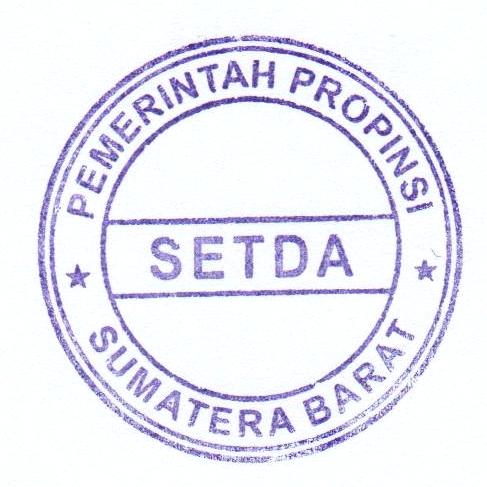 PEMERINTAH PROPINSI
SETDA
SUMATERA BARAT